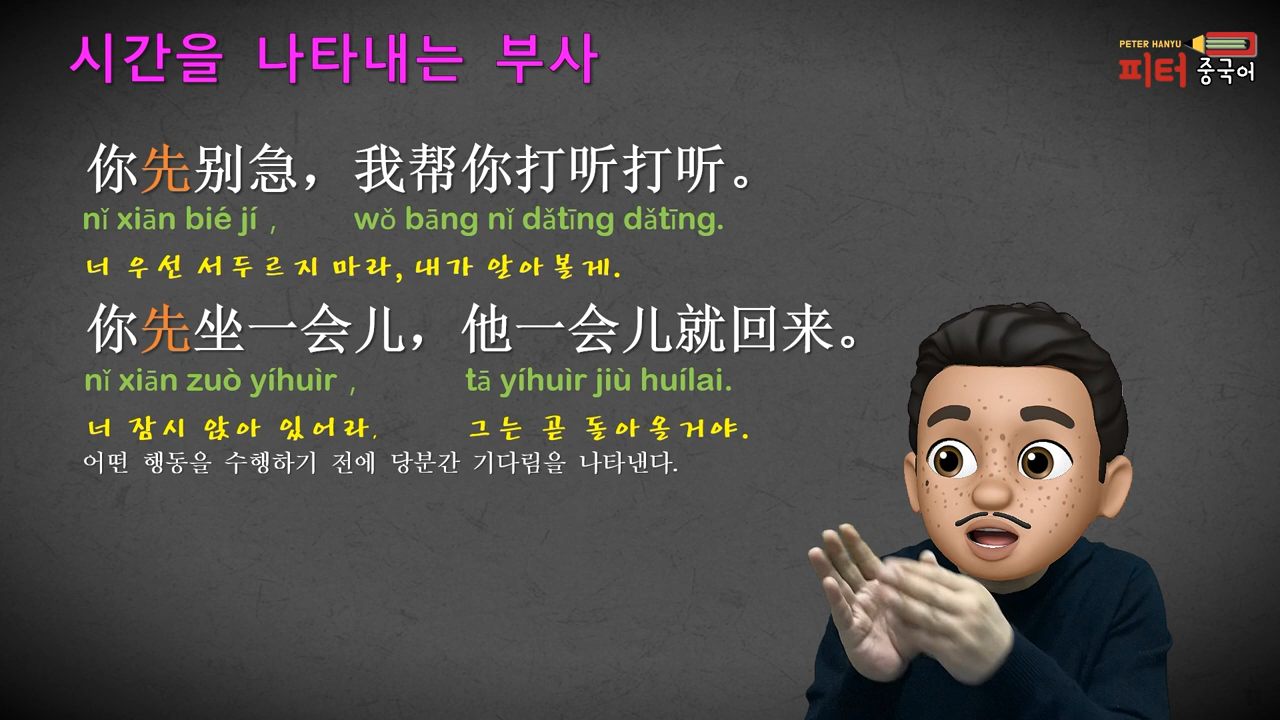 시간을 나타내는 부사
PETER HANYU
피터 중국어
你先别急，我帮你打听打听。
nǐ xiān bié jí， wǒ bāng nǐ dǎtīng dǎtīng.
너 우선 서두르지 마라, 내가 알아볼게.
你先坐一会儿，他一会儿就回来。
nǐ xiān zuò yíhuìr， tā yíhuìr jiù huílai.
너 잠시 앉아 있어라. 그는 곧 돌아올거야.
어떤 행동을 수행하기 전에 당분간 기다림을 나타낸다.